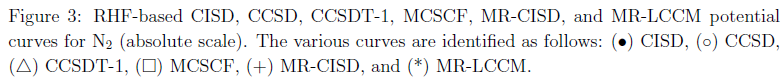 Figure 3: RHF-based CISD, CCSD, CCSDT-1, MCSCF, MR-CISD, and MR-LCCM potential
curves for N₂ (absolute scale). The various curves are identified as follows: (●) CISD, (○) CCSD,
(△) CCSDT-1, (□) MCSCF, (+) MR-CISD, and (*) MR-LCCM.